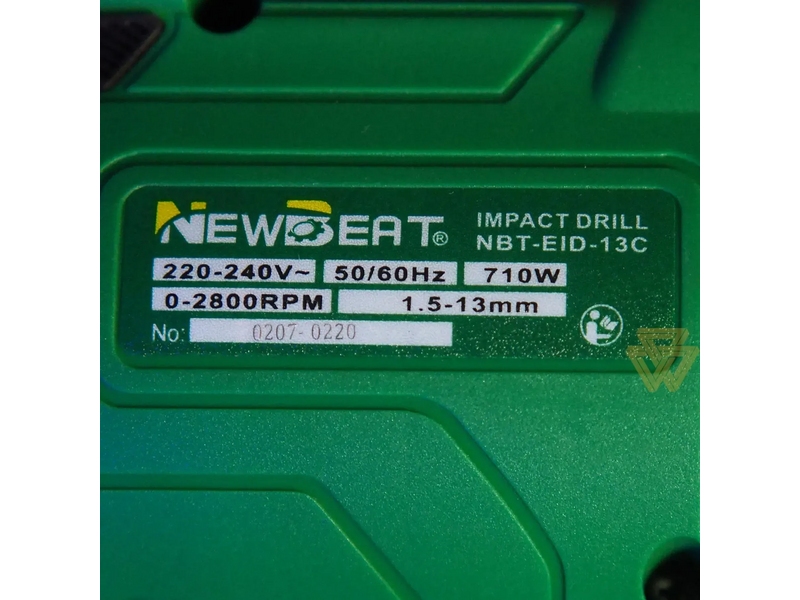 NEWBEAT®
IMPACT DRILL
NBT-EID-13C
220-240V~ 50/60Hz 710W
0-2800RPM 1.5-13mm
No: 0207-0220